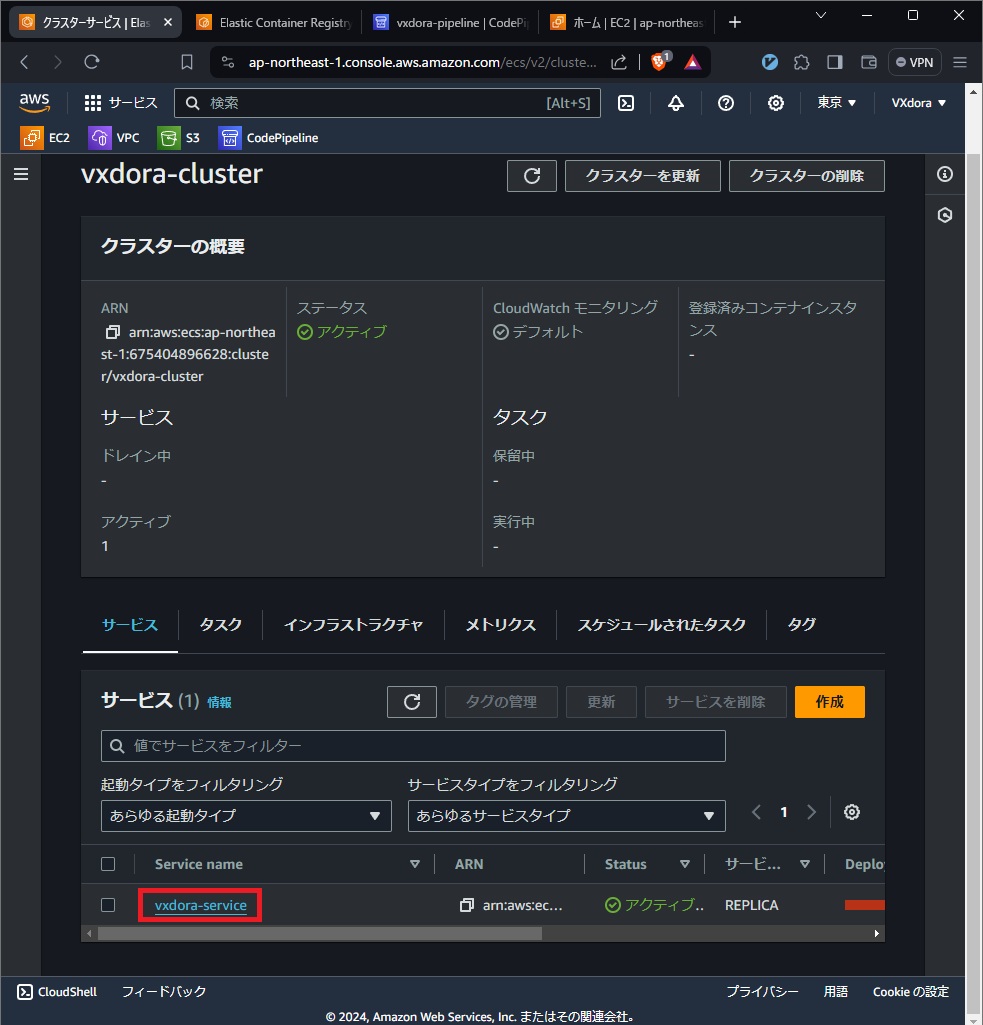 クラスターサービス | Elas
Elastic Container Registry
vxdora-pipeline | CodePip
ホーム | EC2 | ap-northeas
ap-northeast-1.console.aws.amazon.com/ecs/v2/cluste...
1
VPN
aws
サービス
検索
[Alt+S]
東京
VXdora
EC2
VPC
S3
CodePipeline
vxdora-cluster
クラスターを更新
クラスターの削除
クラスターの概要
ARN
arn:aws:ecs:ap-northea
st-1:675404896628:cluste
r/vxdora-cluster
ステータス
アクティブ
CloudWatch モニタリング
デフォルト
登録済みコンテナインスタ
ンス
-
サービス
ドレイン中
-
アクティブ
1
タスク
保留中
-
実行中
-
サービス
タスク
インフラストラクチャ
メトリクス
スケジュールされたタスク
タグ
サービス (1) 情報
タグの管理
更新
サービスを削除
作成
値でサービスをフィルター
起動タイプをフィルタリング
あらゆる起動タイプ
サービスタイプをフィルタリング
あらゆるサービスタイプ
1
Service name
ARN
Status
サービ...
Deploy
vxdora-service
arn:aws:ec...
アクティブ..
REPLICA
CloudShell
フィードバック
プライバシー
用語
Cookie の設定
© 2024, Amazon Web Services, Inc. またはその関連会社。